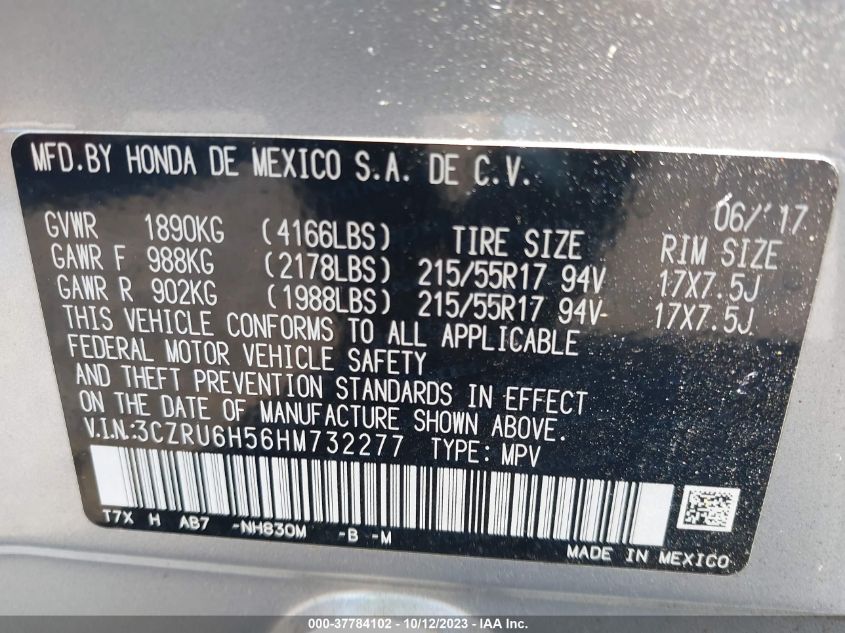 MFD.BY HONDA DE MEXICO S.A. DE C.V.
06/'17
GVWR 1890KG (4166LBS) TIRE SIZE RIM SIZE
GAWR F 988KG (2178LBS) 215/55R17 94V 17X7.5J
GAWR R 902KG (1988LBS) 215/55R17 94V- 17X7.5J
THIS VEHICLE CONFORMS TO ALL APPLICABLE
FEDERAL MOTOR VEHICLE SAFETY
AND THEFT PREVENTION STANDARDS IN EFFECT
ON THE DATE OF MANUFACTURE SHOWN ABOVE.
V.I.N.:3CZRU6H56HM732277 TYPE: MPV
T7X H AB7 -NH830M -B -M
MADE IN MEXICO
000-37784102 - 10/12/2023 - IAA Inc.